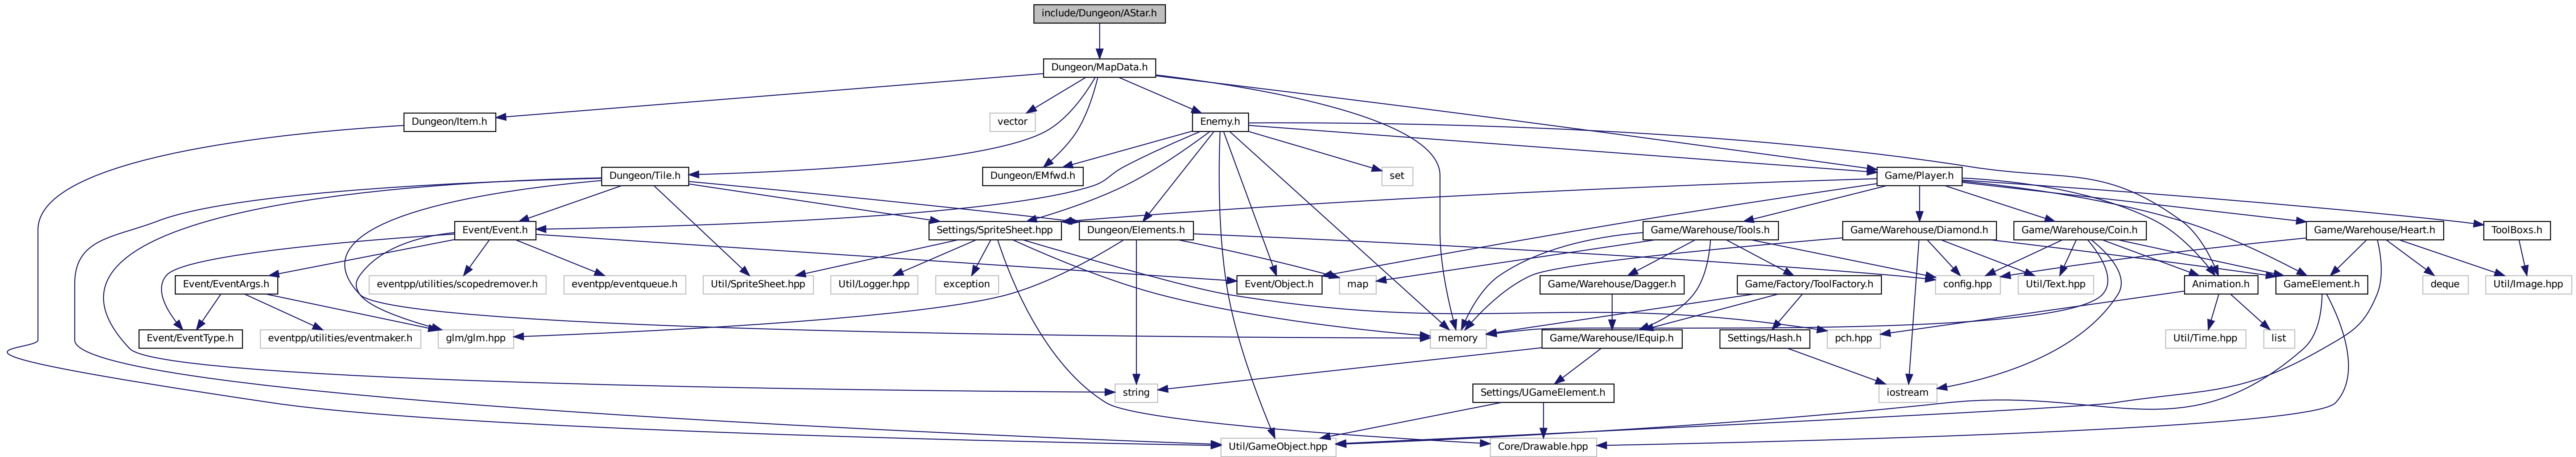 include/Dungeon/AStar.h
Dungeon/MapData.h
Dungeon/Item.h
vector
Enemy.h
Dungeon/Tile.h
Dungeon/EMfwd.h
set
Game/Player.h
Event/Event.h
Settings/SpriteSheet.hpp
Dungeon/Elements.h
Game/Warehouse/Tools.h
Game/Warehouse/Diamond.h
Game/Warehouse/Coin.h
Game/Warehouse/Heart.h
ToolBoxs.h
Event/EventArgs.h
eventpp/utilities/scopedremover.h
eventpp/eventqueue.h
Util/SpriteSheet.hpp
Util/Logger.hpp
exception
Event/Object.h
map
Game/Warehouse/Dagger.h
Game/Factory/ToolFactory.h
config.hpp
Util/Text.hpp
Animation.h
GameElement.h
deque
Util/Image.hpp
Event/EventType.h
eventpp/utilities/eventmaker.h
glm/glm.hpp
memory
Game/Warehouse/IEquip.h
Settings/Hash.h
pch.hpp
Util/Time.hpp
list
string
Settings/UGameElement.h
iostream
Util/GameObject.hpp
Core/Drawable.hpp